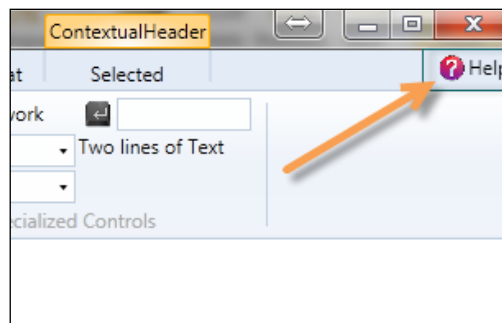 ContextualHeader
at Selected Help
work
Two lines of Text
ecialized Controls